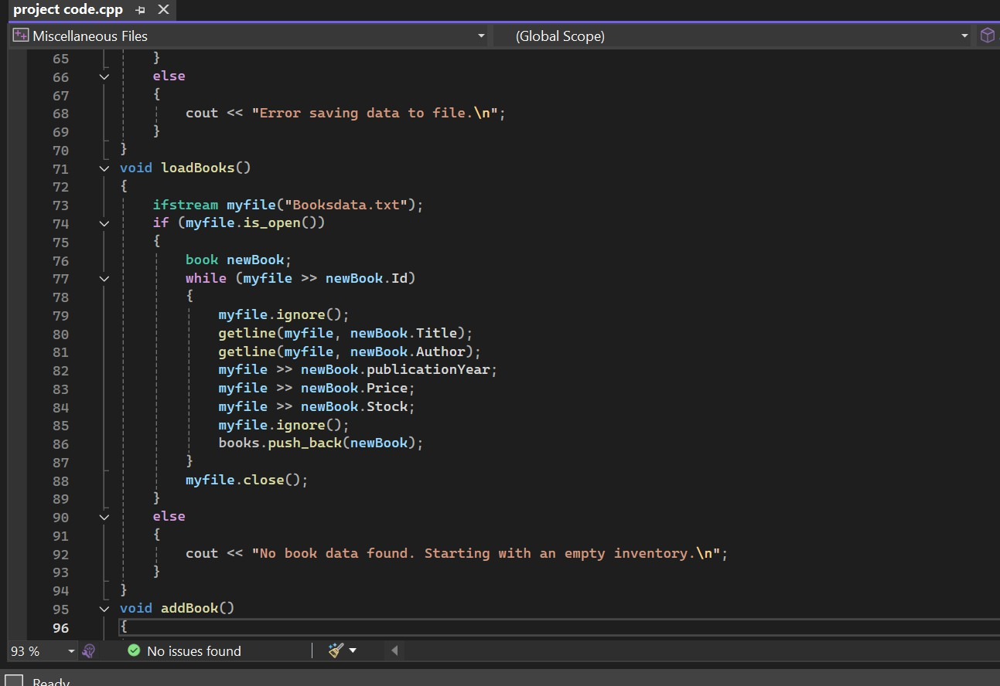 project code.cpp
Miscellaneous Files (Global Scope)
65 }
66 else
67 {
68 cout << "Error saving data to file.\n";
69 }
70 }
71 void loadBooks()
72 {
73 ifstream myfile("Booksdata.txt");
74 if (myfile.is_open())
75 {
76 book newBook;
77 while (myfile >> newBook.Id)
78 {
79 myfile.ignore();
80 getline(myfile, newBook.Title);
81 getline(myfile, newBook.Author);
82 myfile >> newBook.publicationYear;
83 myfile >> newBook.Price;
84 myfile >> newBook.Stock;
85 myfile.ignore();
86 books.push_back(newBook);
87 }
88 myfile.close();
89 }
90 else
91 {
92 cout << "No book data found. Starting with an empty inventory.\n";
93 }
94 }
95 void addBook()
96 {
93 % No issues found
Ready